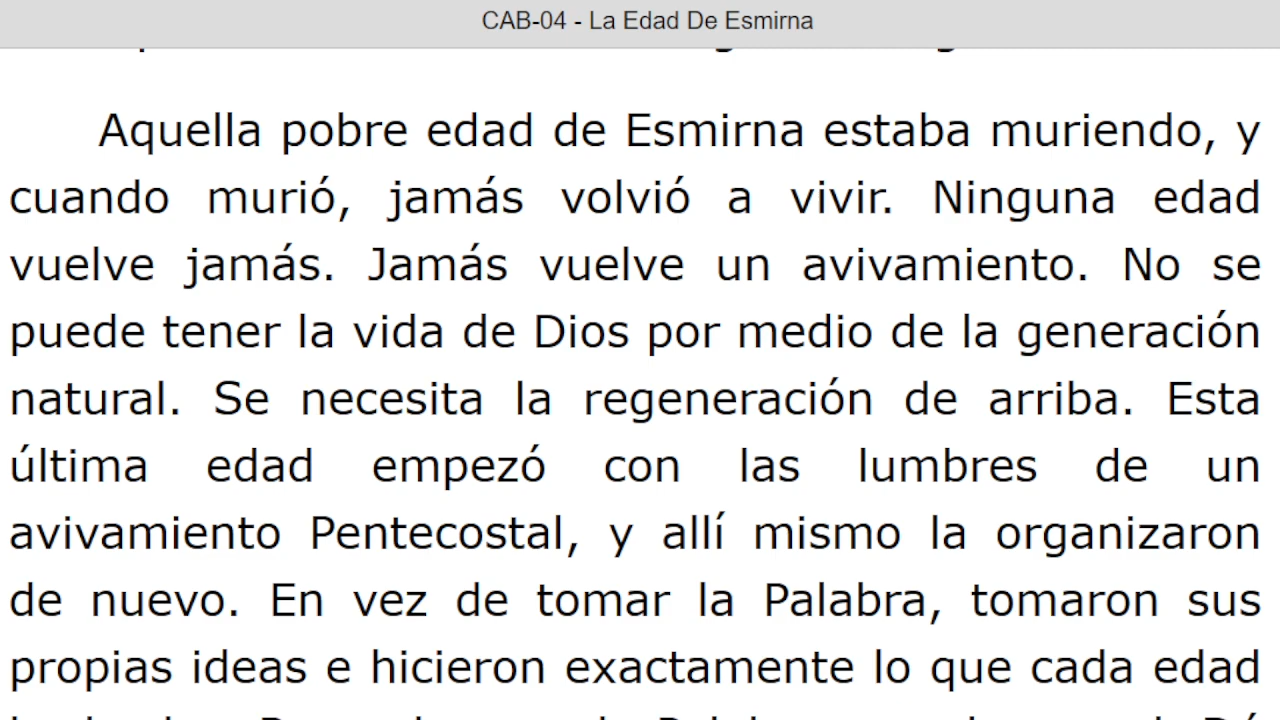 CAB-04 - La Edad De Esmirna
Aquella pobre edad de Esmirna estaba muriendo, y
cuando murió, jamás volvió a vivir. Ninguna edad
vuelve jamás. Jamás vuelve un avivamiento. No se
puede tener la vida de Dios por medio de la generación
natural. Se necesita la regeneración de arriba. Esta
última edad empezó con las lumbres de un
avivamiento Pentecostal, y allí mismo la organizaron
de nuevo. En vez de tomar la Palabra, tomaron sus
propias ideas e hicieron exactamente lo que cada edad